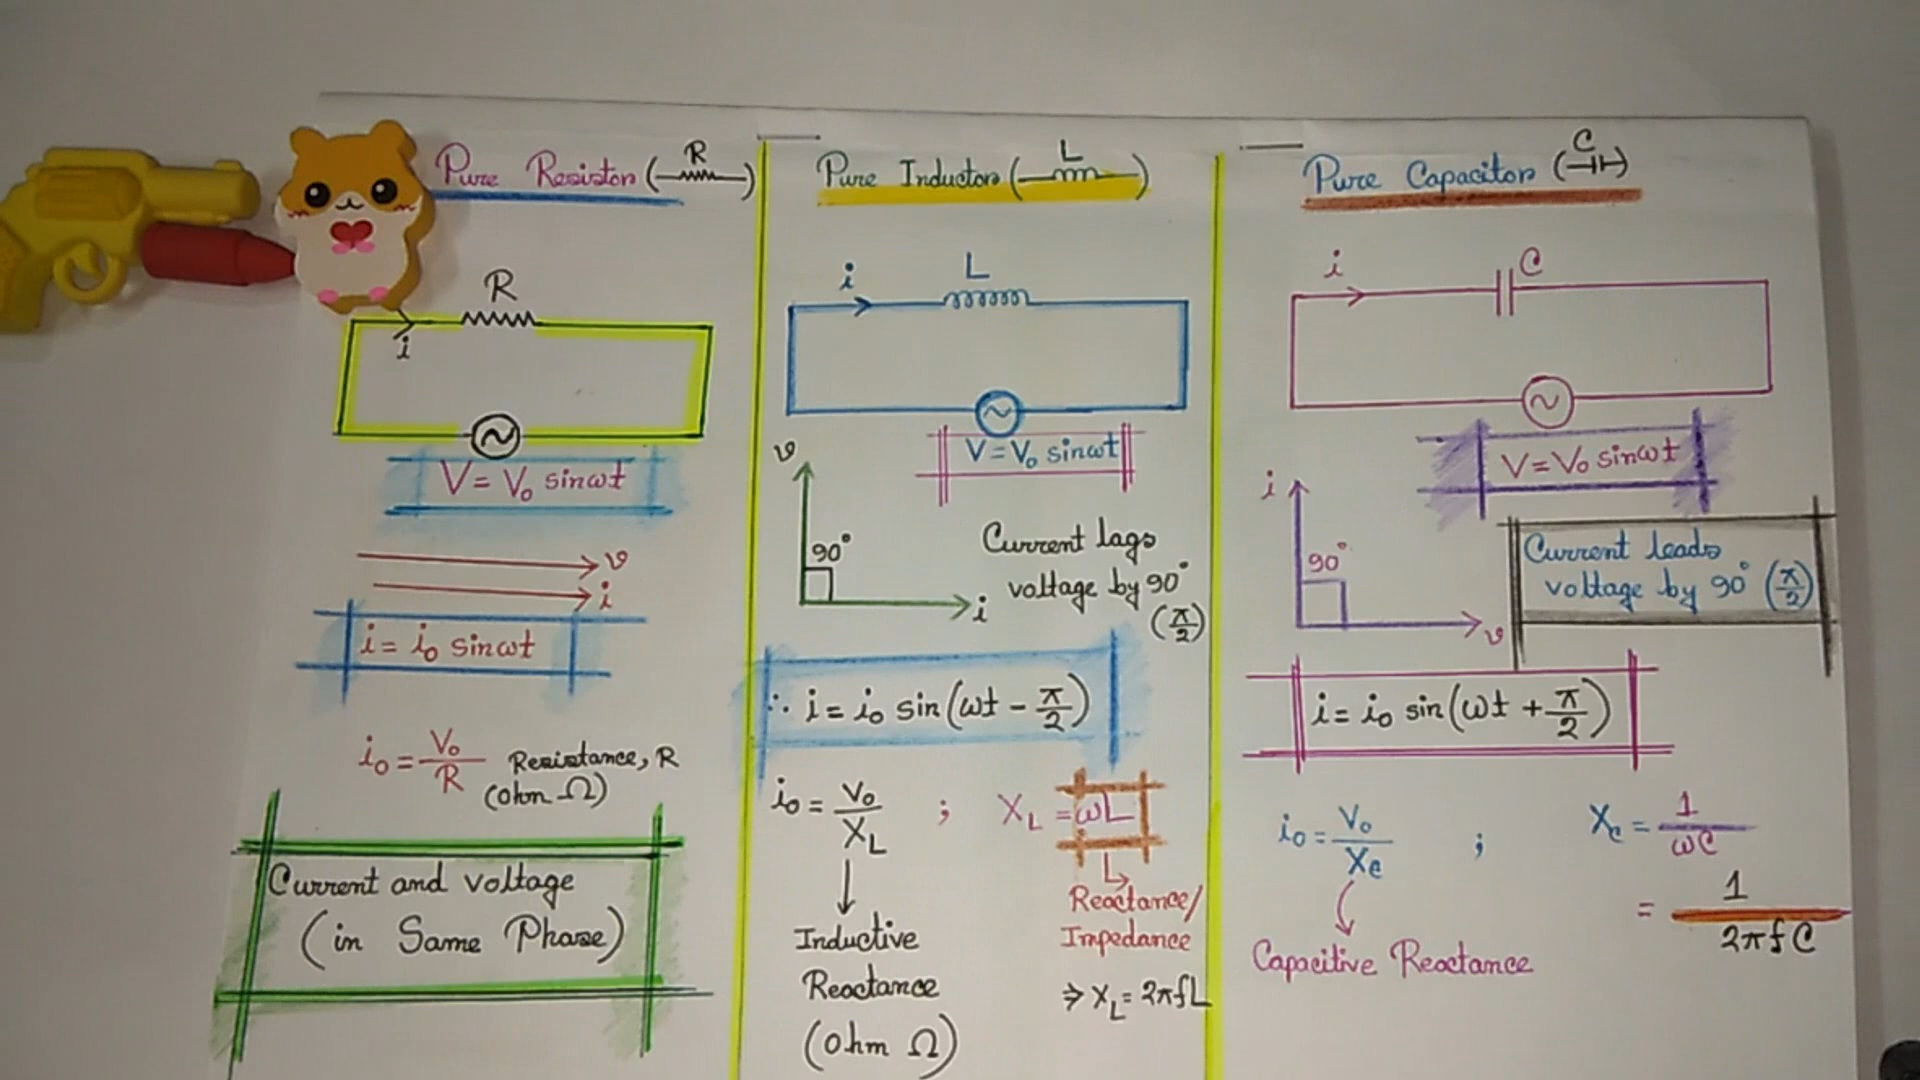 Pure Resistor (R)
R
i
V = V₀ sinωt
v
i
i = i₀ sinωt
i₀ = V₀/R Resistance, R
(Ohm Ω)
Current and voltage
(in Same Phase)
Pure Inductor (L)
i L
V = V₀ sinωt
v
90°
i
Current lags
voltage by 90°
(π/2)
∴ i = i₀ sin(ωt - π/2)
i₀ = V₀/X_L ; X_L = ωL
Inductive
Reactance
(Ohm Ω)
Reactance/
Impedance
⇒ X_L = 2πfL
Pure Capacitor (C)
i C
V = V₀ sinωt
i
90°
v
Current leads
voltage by 90° (π/2)
i = i₀ sin(ωt + π/2)
i₀ = V₀/X_C ; X_C = 1/ωC
= 1/2πfC
Capacitive Reactance